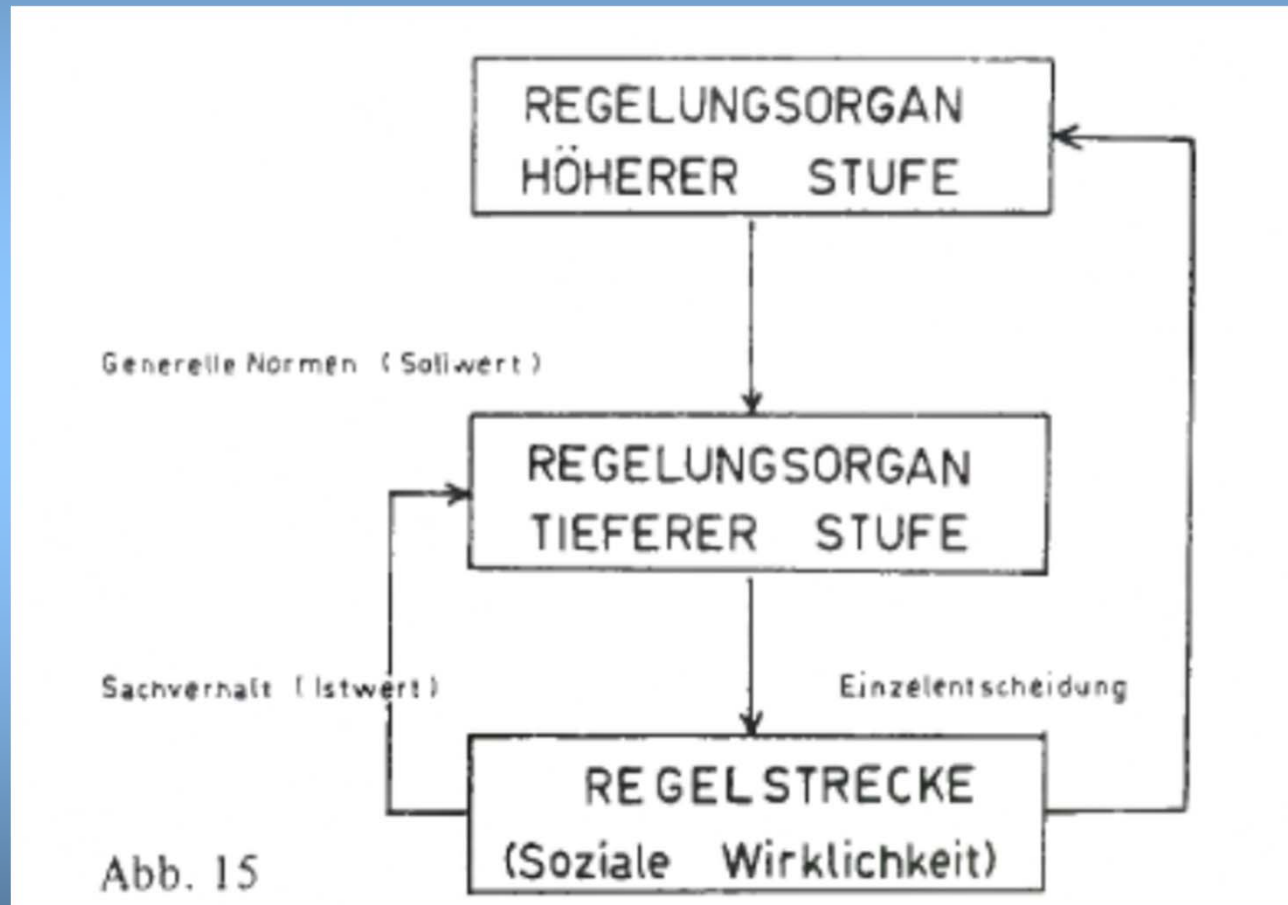 REGELUNGSORGAN
HÖHERER STUFE
Generelle Normen (Sollwert)
REGELUNGSORGAN
TIEFERER STUFE
Sachverhalt (Istwert)
Einzelentscheidung
REGELSTRECKE
(Soziale Wirklichkeit)
Abb. 15